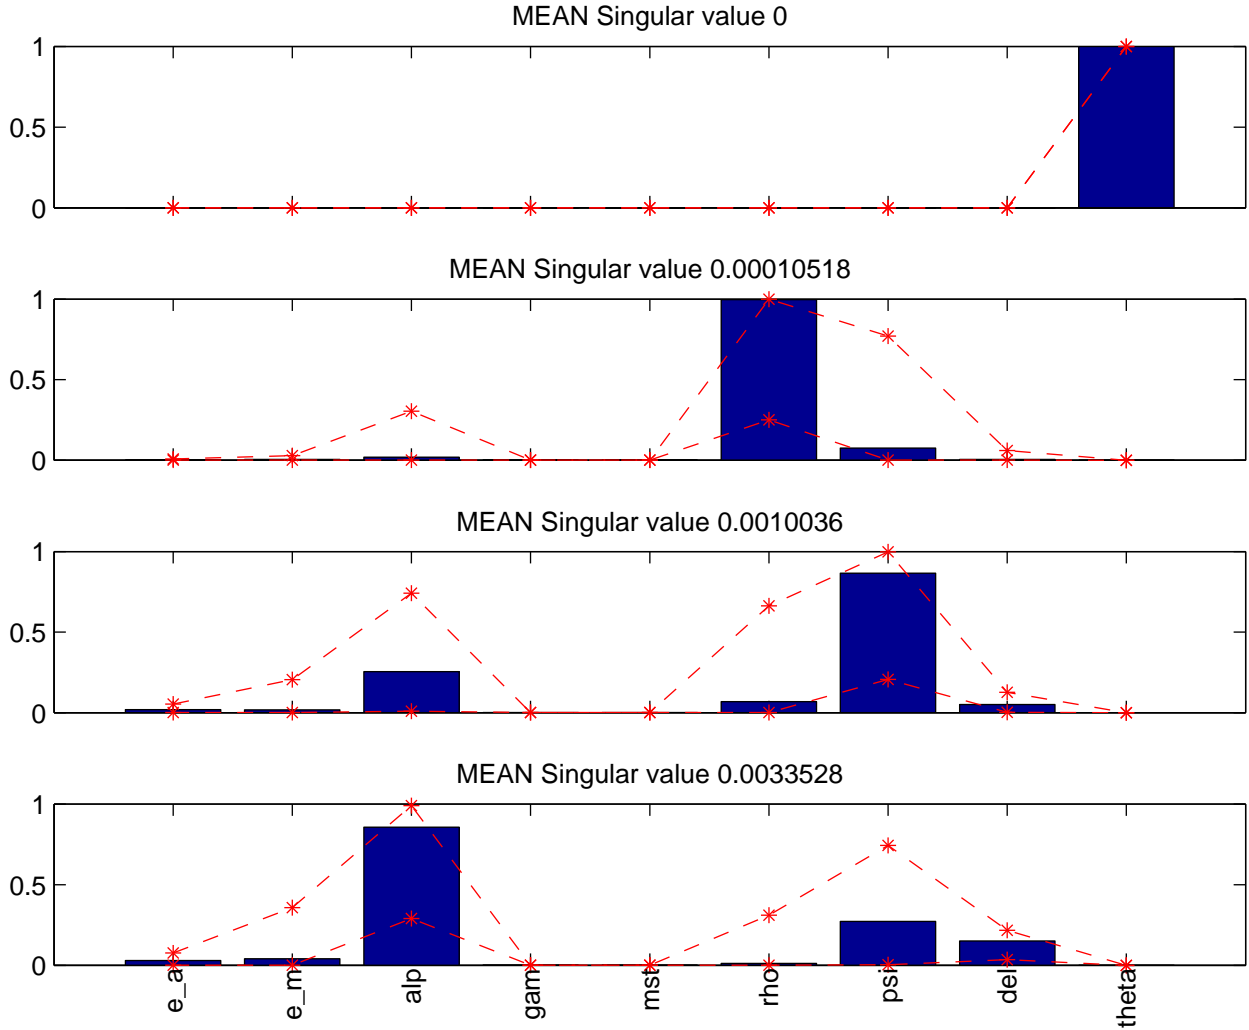 MEAN Singular value 0
1
0.5
0
MEAN Singular value 0.00010518
1
0.5
0
MEAN Singular value 0.0010036
1
0.5
0
MEAN Singular value 0.0033528
1
0.5
0
e_a
e_m
alp
gam
mst
rho
psi
del
theta